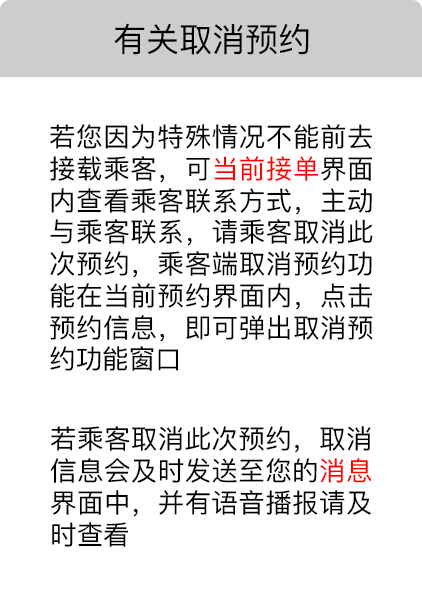 有关取消预约
若您因为特殊情况不能前去
接载乘客，可当前接单界面
内查看乘客联系方式，主动
与乘客联系，请乘客取消此
次预约，乘客端取消预约功
能在当前预约界面内，点击
预约信息，即可弹出取消预
约功能窗口
若乘客取消此次预约，取消
信息会及时发送至您的消息
界面中，并有语音播报请及
时查看